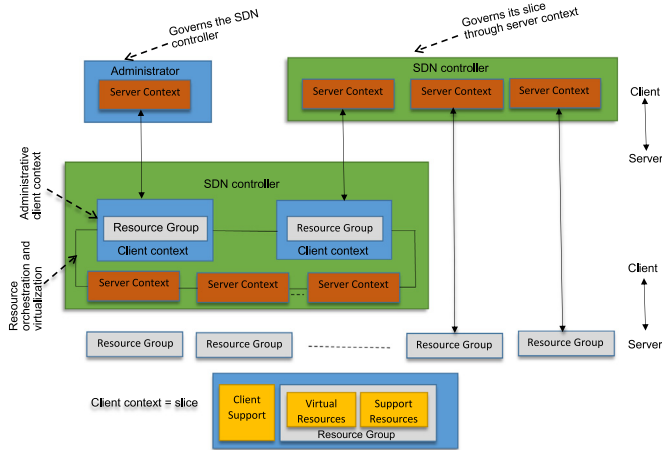 Governs the SDN
controller
Governs its slice
through server context
Administrator
Server Context
SDN controller
Server Context
Server Context
Server Context
Client
Server
Administrative
client context
SDN controller
Resource Group
Client context
Resource Group
Client context
Resource
orchestration and
virtualization
Server Context
Server Context
Server Context
Client
Server
Resource Group
Resource Group
Resource Group
Resource Group
Client context = slice
Client
Support
Virtual
Resources
Support
Resources
Resource Group